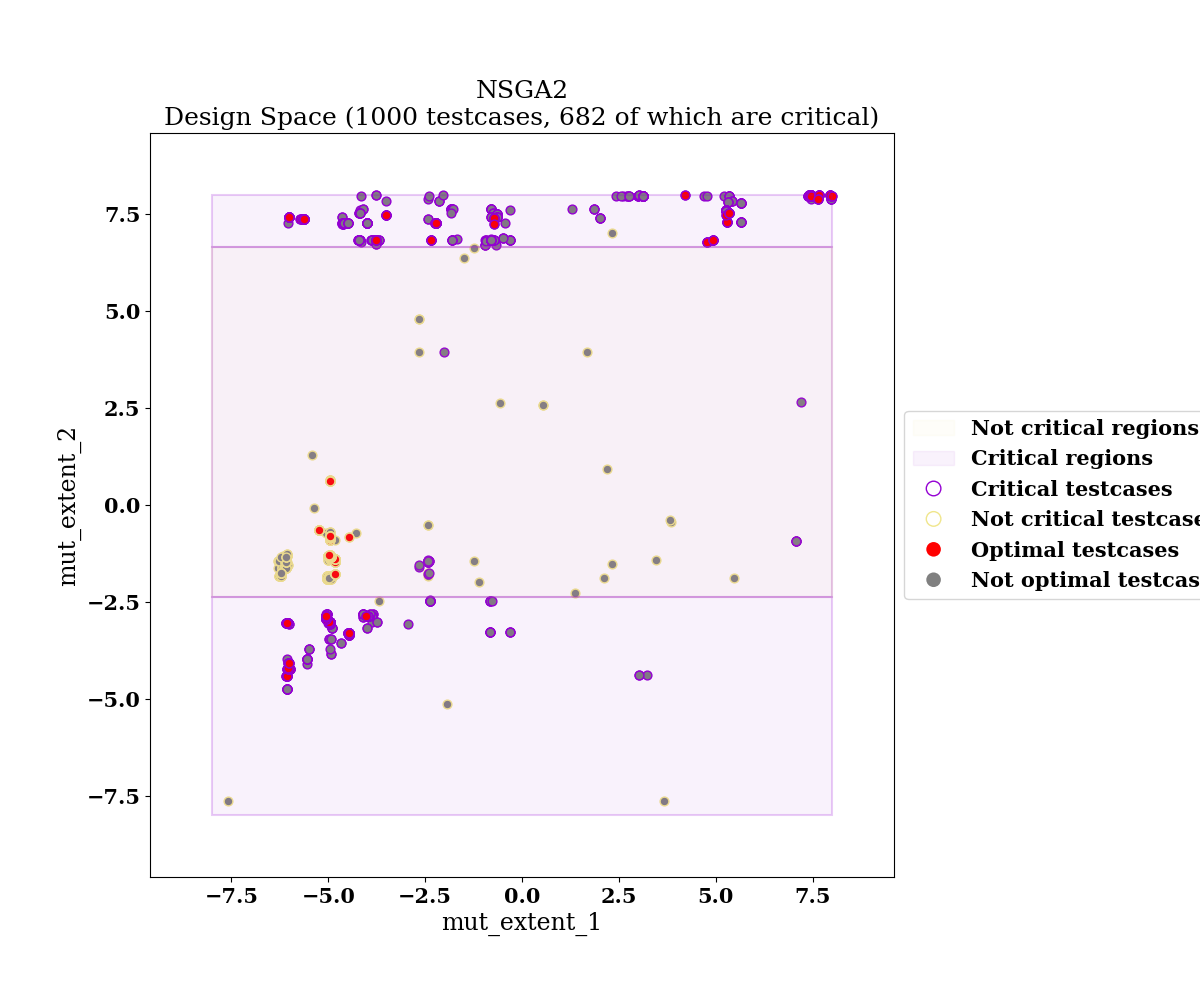 NSGA2
Design Space (1000 testcases, 682 of which are critical)
7.5
5.0
2.5
0.0
−2.5
−5.0
−7.5
mut_extent_2
−7.5 −5.0 −2.5 0.0 2.5 5.0 7.5
mut_extent_1
Not critical regions
Critical regions
Critical testcases
Not critical testcase
Optimal testcases
Not optimal testcas